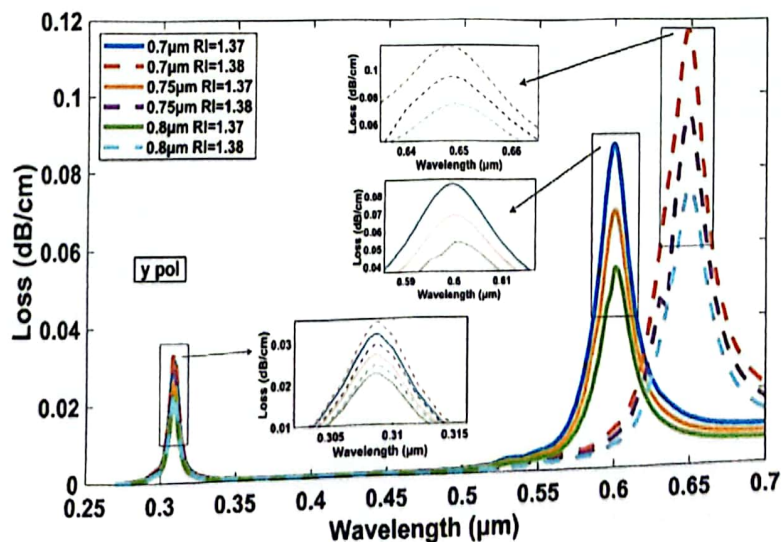 0.12
0.1
0.08
0.06
0.04
0.02
0
Loss (dB/cm)
0.7µm RI=1.37
0.7µm RI=1.38
0.75µm RI=1.37
0.75µm RI=1.38
0.8µm RI=1.37
0.8µm RI=1.38
y pol
0.1
0.08
0.06
Loss (dB/cm)
0.64 0.65 0.66
Wavelength (µm)
0.08
0.07
0.06
0.05
0.04
Loss (dB/cm)
0.59 0.6 0.61
Wavelength (µm)
0.03
0.02
0.01
Loss (dB/cm)
0.305 0.31 0.315
Wavelength (µm)
0.25 0.3 0.35 0.4 0.45 0.5 0.55 0.6 0.65 0.7
Wavelength (µm)